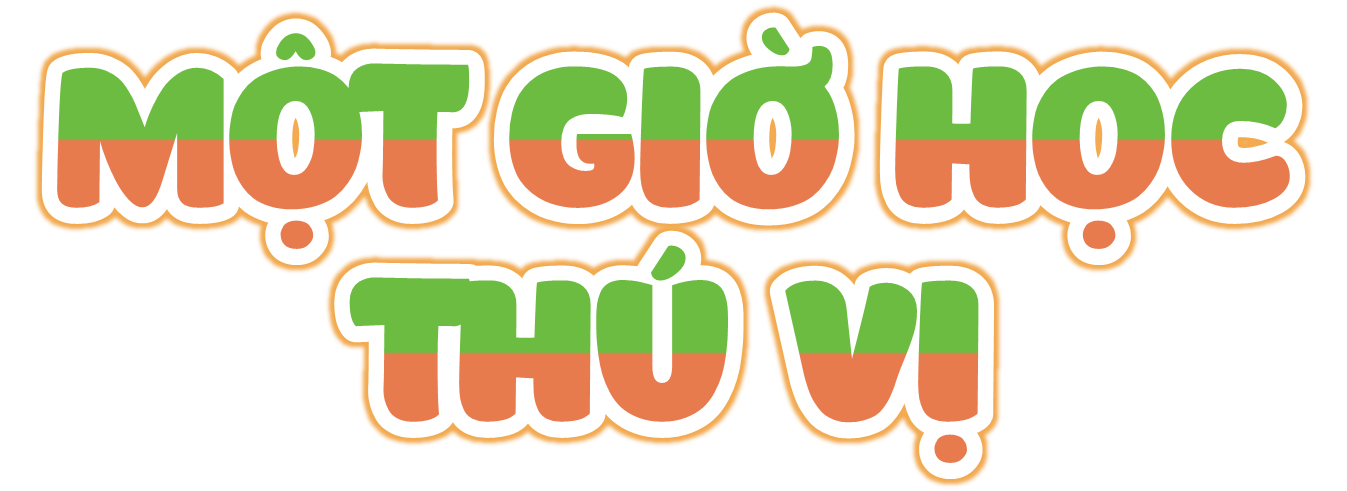 MỘT GIỜ HỌC
THÚ VỊ